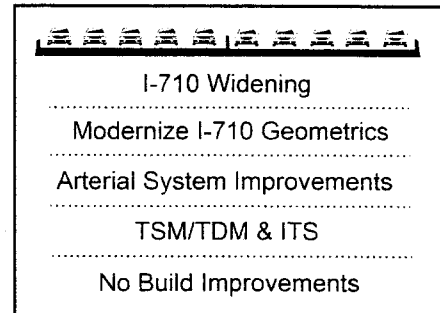 I-710 Widening
Modernize I-710 Geometrics
Arterial System Improvements
TSM/TDM & ITS
No Build Improvements